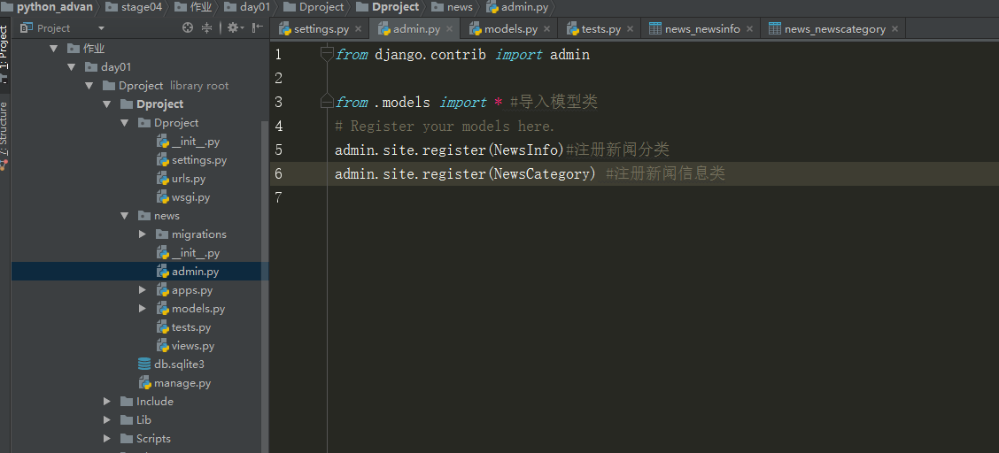 python_advan stage04 作业 day01 Dproject Dproject news admin.py
1: Project
Project
settings.py admin.py models.py tests.py news_newsinfo news_newscategory
作业
day01
Dproject library root
Dproject
Dproject
__init__.py
settings.py
urls.py
wsgi.py
news
migrations
__init__.py
admin.py
apps.py
models.py
tests.py
views.py
db.sqlite3
manage.py
Include
Lib
Scripts
7: Structure
1 from django.contrib import admin
2
3 from .models import * #导入模型类
4 # Register your models here.
5 admin.site.register(NewsInfo)#注册新闻分类
6 admin.site.register(NewsCategory) #注册新闻信息类
7